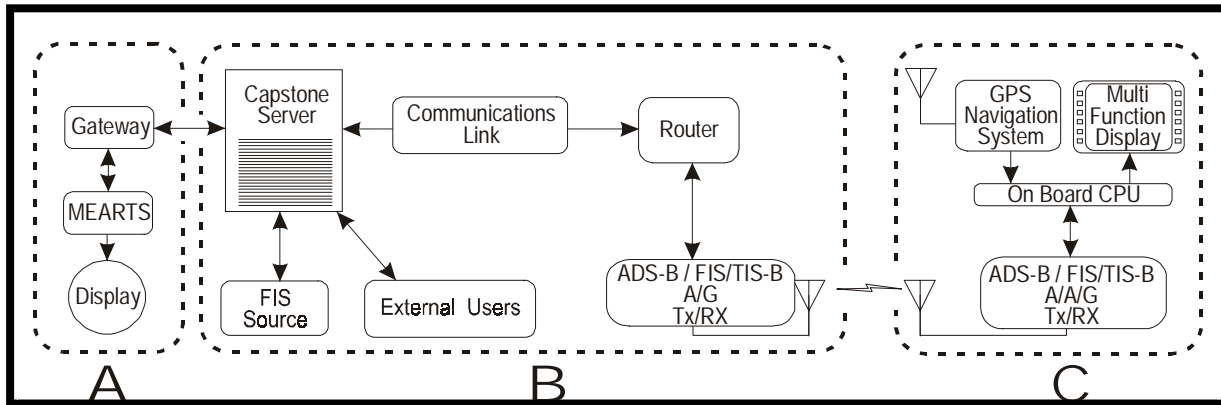 Gateway
MEARTS
Display
A
Capstone
Server
Communications
Link
Router
FIS
Source
External Users
ADS-B / FIS/TIS-B
A/G
Tx/RX
B
GPS
Navigation
System
Multi
Function
Display
On Board CPU
ADS-B / FIS/TIS-B
A/A/G
Tx/RX
C